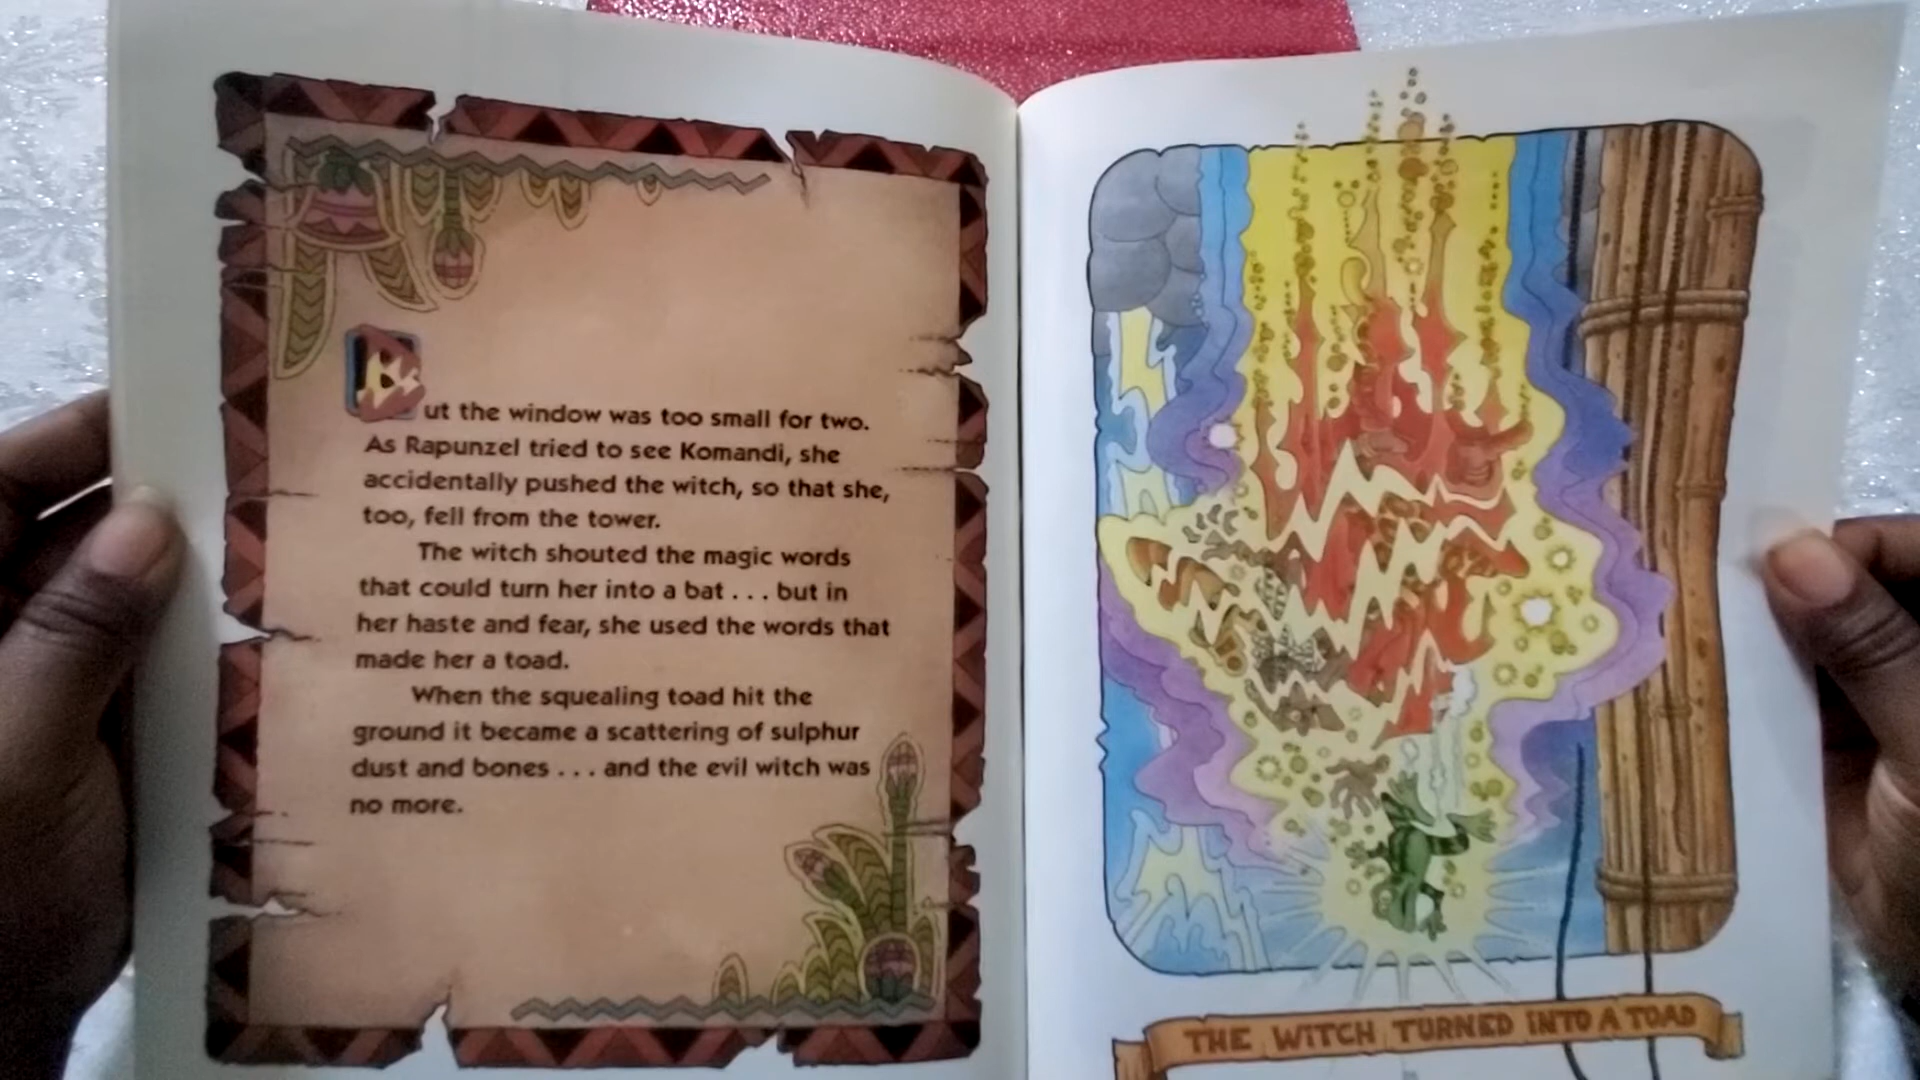 But the window was too small for two.
As Rapunzel tried to see Komandi, she
accidentally pushed the witch, so that she,
too, fell from the tower.
The witch shouted the magic words
that could turn her into a bat . . . but in
her haste and fear, she used the words that
made her a toad.
When the squealing toad hit the
ground it became a scattering of sulphur
dust and bones . . . and the evil witch was
no more.
THE WITCH TURNED INTO A TOAD